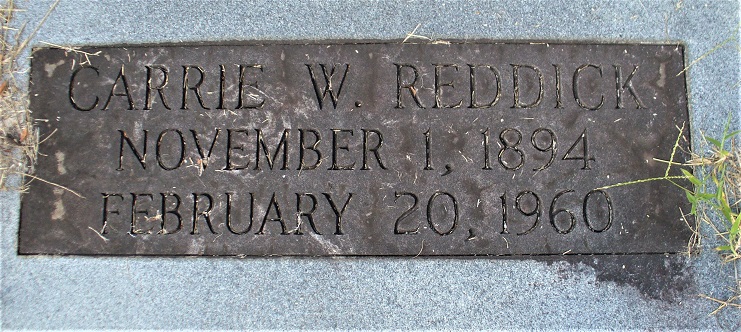 CARRIE W. REDDICK
NOVEMBER 1, 1894
FEBRUARY 20, 1960